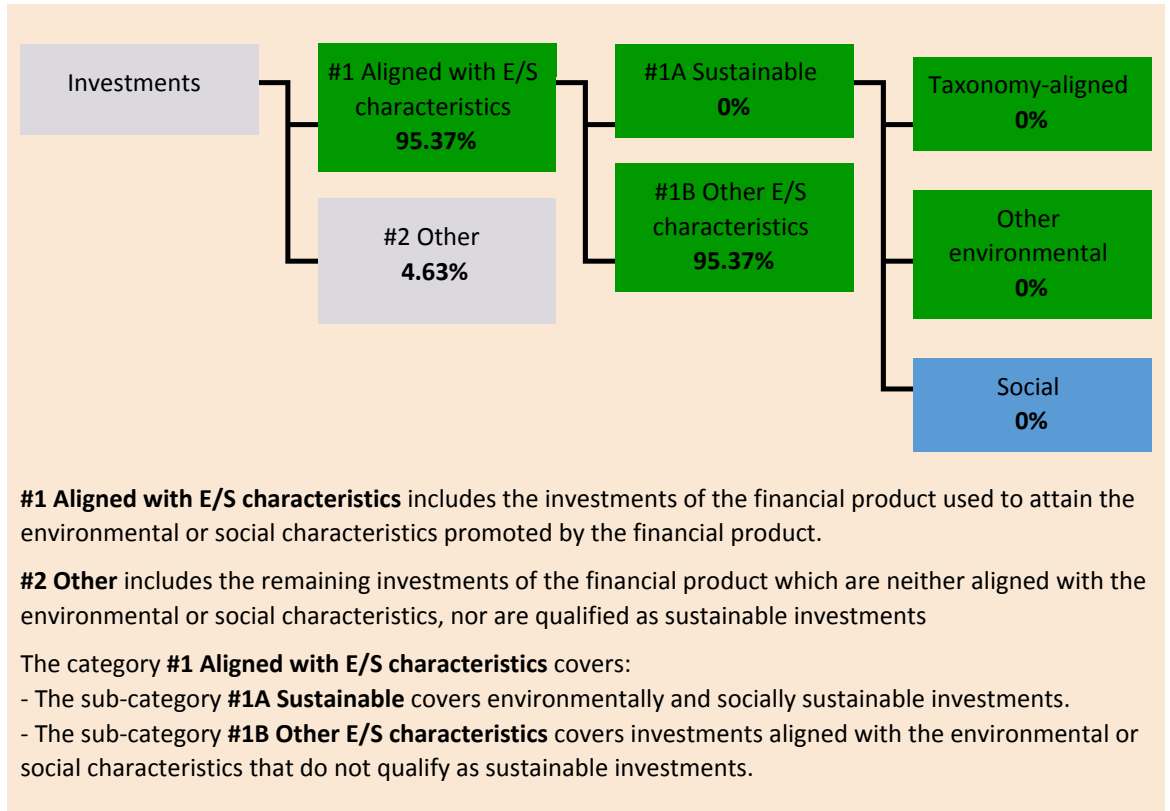 Investments
#1 Aligned with E/S
characteristics
95.37%
#2 Other
4.63%
#1A Sustainable
0%
#1B Other E/S
characteristics
95.37%
Taxonomy-aligned
0%
Other
environmental
0%
Social
0%
#1 Aligned with E/S characteristics includes the investments of the financial product used to attain the
environmental or social characteristics promoted by the financial product.
#2 Other includes the remaining investments of the financial product which are neither aligned with the
environmental or social characteristics, nor are qualified as sustainable investments
The category #1 Aligned with E/S characteristics covers:
- The sub-category #1A Sustainable covers environmentally and socially sustainable investments.
- The sub-category #1B Other E/S characteristics covers investments aligned with the environmental or
social characteristics that do not qualify as sustainable investments.